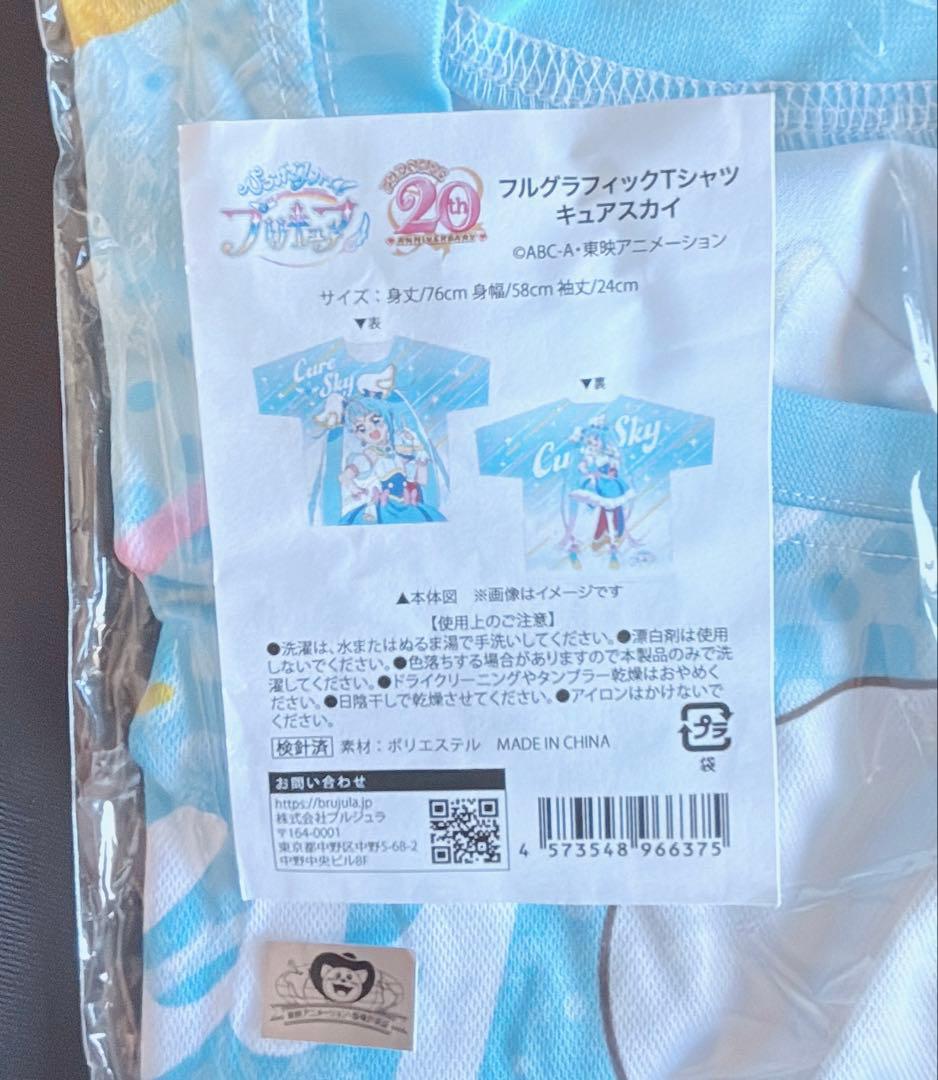 ひろがるスカイ
プリキュア
PRECURE
20th
ANNIVERSARY
フルグラフィックTシャツ
キュアスカイ
©ABC-A・東映アニメーション
サイズ：身丈/76cm 身幅/58cm 袖丈/24cm
▼表
Cure
Sky
▼裏
Cure Sky
▲本体図　※画像はイメージです
【使用上のご注意】
●洗濯は、水またはぬるま湯で手洗いしてください。●漂白剤は使用
しないでください。●色落ちする場合がありますので本製品のみで洗
濯してください。●ドライクリーニングやタンブラー乾燥はおやめく
ださい。●日陰干しで乾燥させてください。●アイロンはかけないで
ください。
検針済 素材：ポリエステル　MADE IN CHINA
プラ
袋
お問い合わせ
https://brujula.jp
株式会社ブルジュラ
〒164-0001
東京都中野区中野5-68-2
中野中央ビル8F
4 573548 966375
東映アニメーション